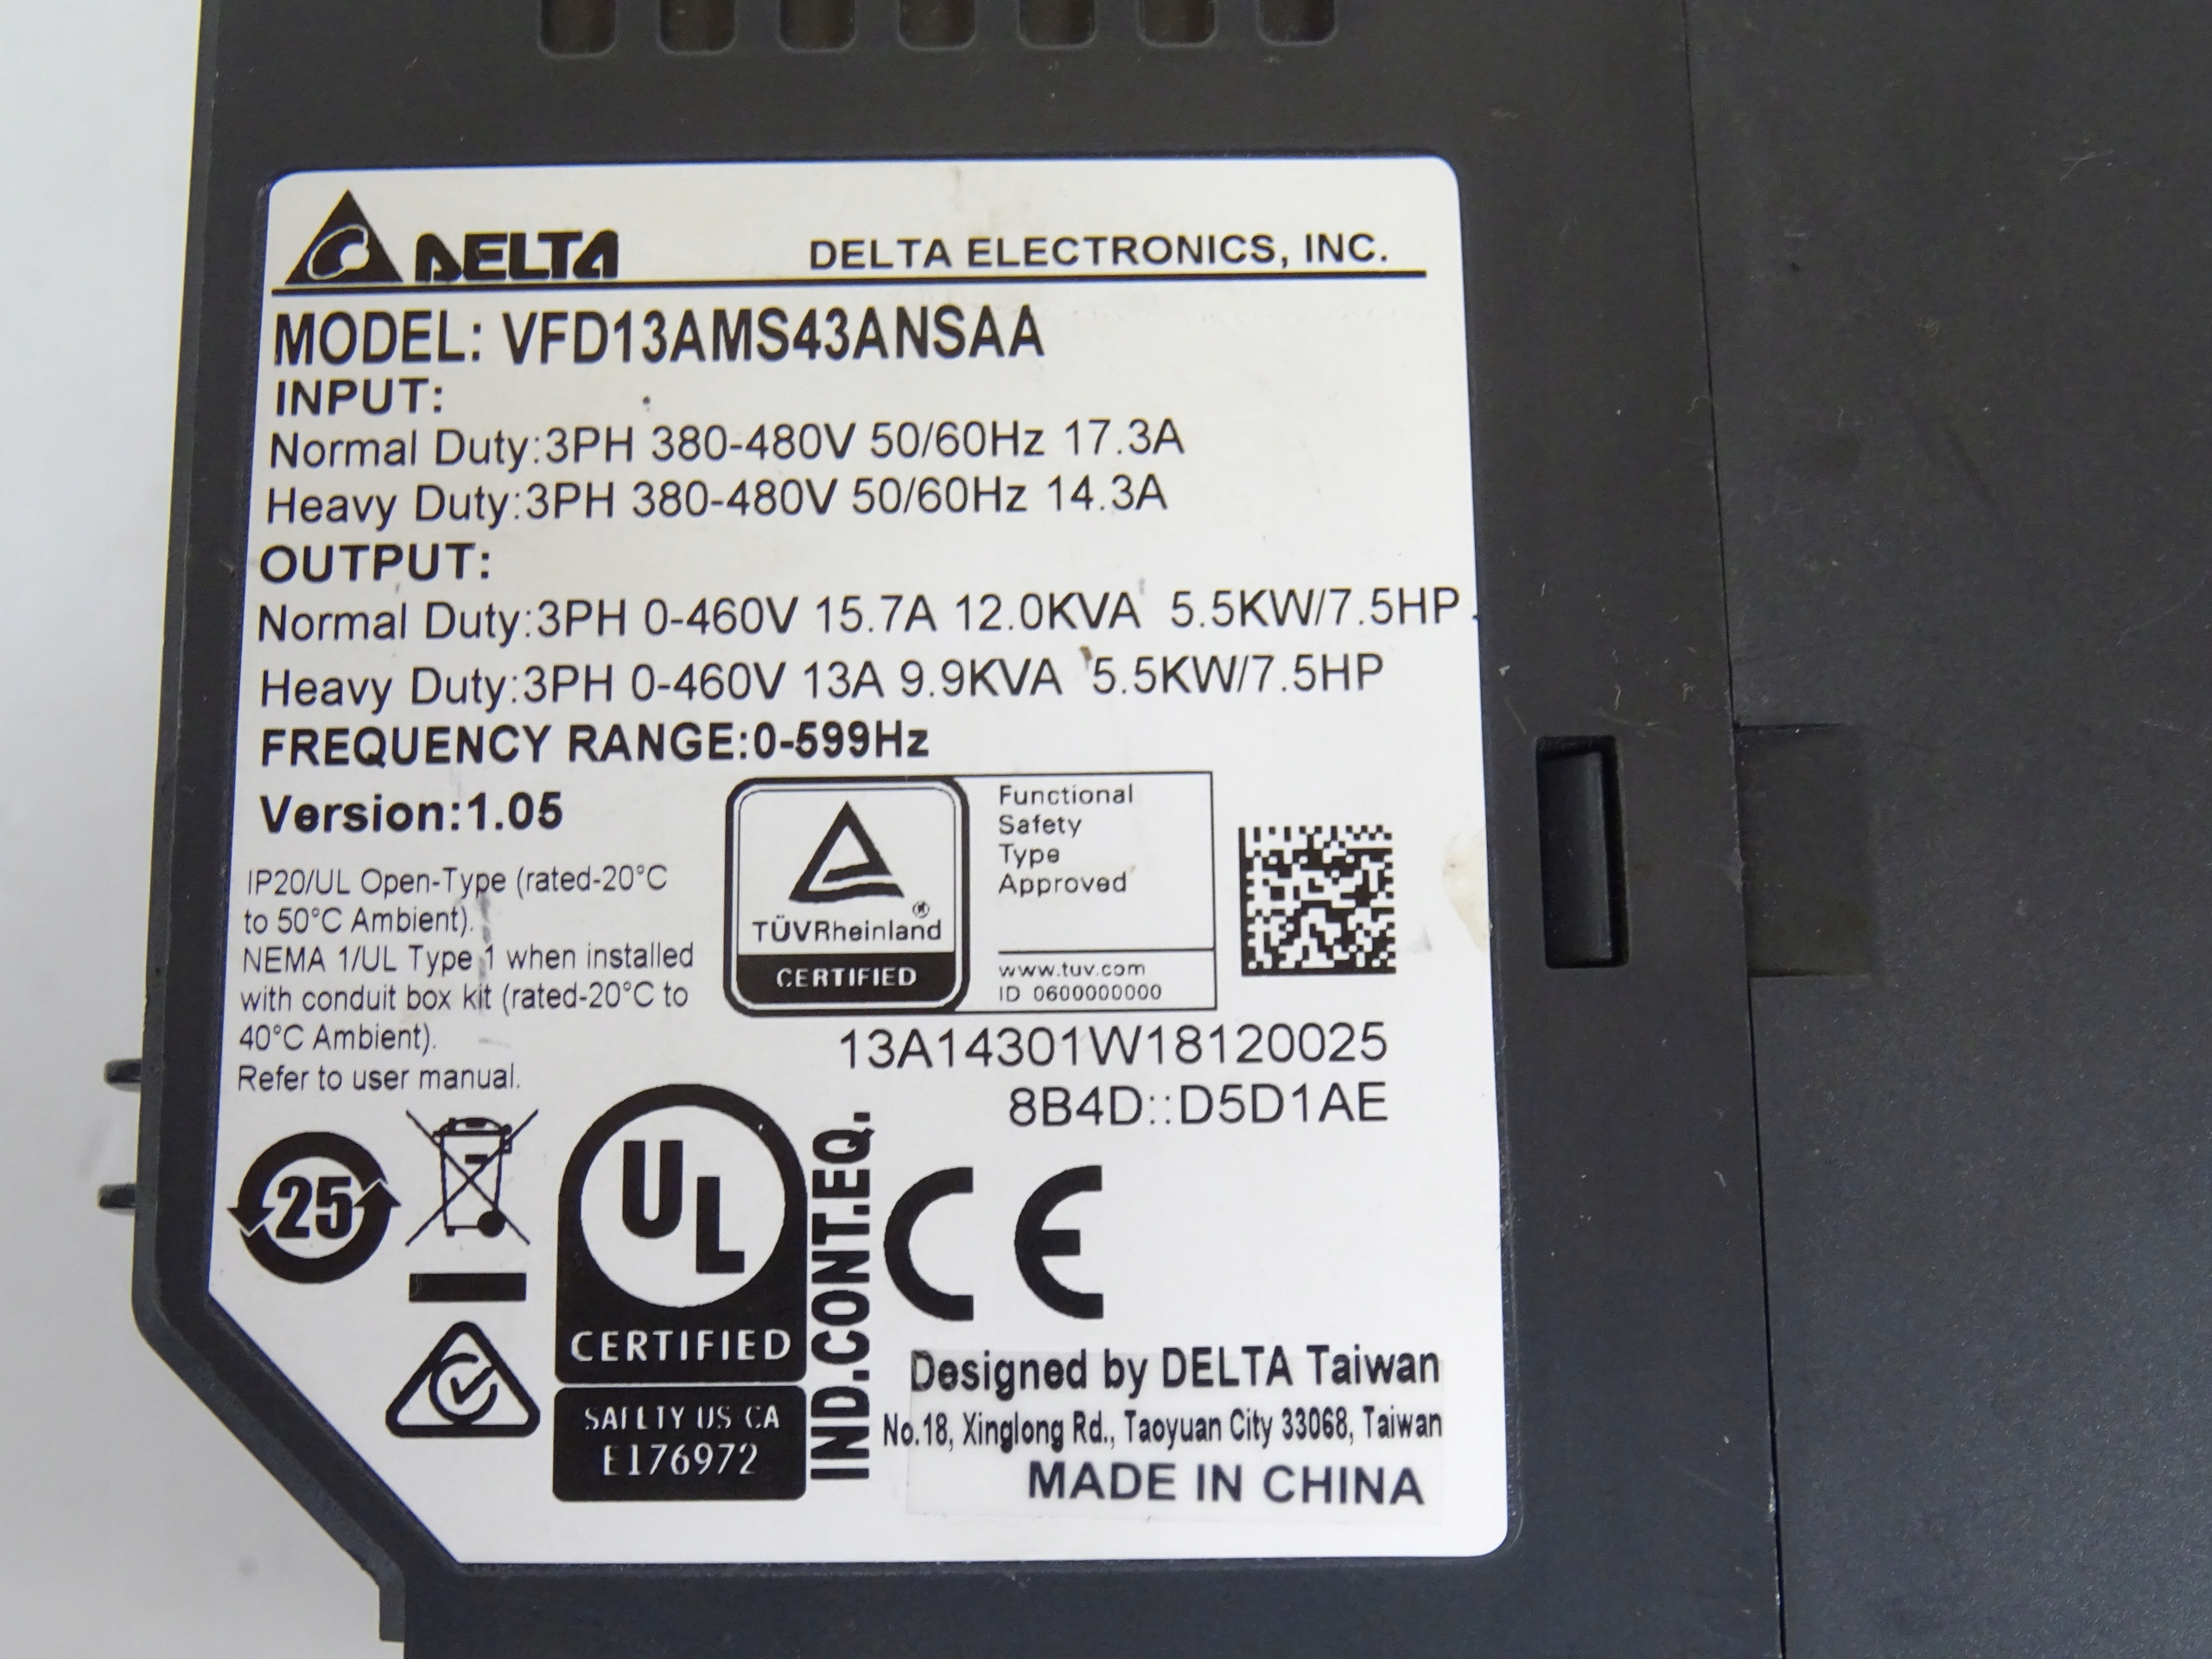 DELTA DELTA ELECTRONICS, INC.
MODEL: VFD13AMS43ANSAA
INPUT:
Normal Duty:3PH 380-480V 50/60Hz 17.3A
Heavy Duty:3PH 380-480V 50/60Hz 14.3A
OUTPUT:
Normal Duty:3PH 0-460V 15.7A 12.0KVA 5.5KW/7.5HP
Heavy Duty:3PH 0-460V 13A 9.9KVA 5.5KW/7.5HP
FREQUENCY RANGE:0-599Hz
Version:1.05
IP20/UL Open-Type (rated-20°C
to 50°C Ambient).
NEMA 1/UL Type 1 when installed
with conduit box kit (rated-20°C to
40°C Ambient).
Refer to user manual.
TÜVRheinland®
CERTIFIED
Functional
Safety
Type
Approved
www.tuv.com
ID 0600000000
13A14301W18120025
8B4D::D5D1AE
25
UL
CERTIFIED
SAFETY US CA
E176972
IND.CONT.EQ.
CE
Designed by DELTA Taiwan
No.18, Xinglong Rd., Taoyuan City 33068, Taiwan
MADE IN CHINA